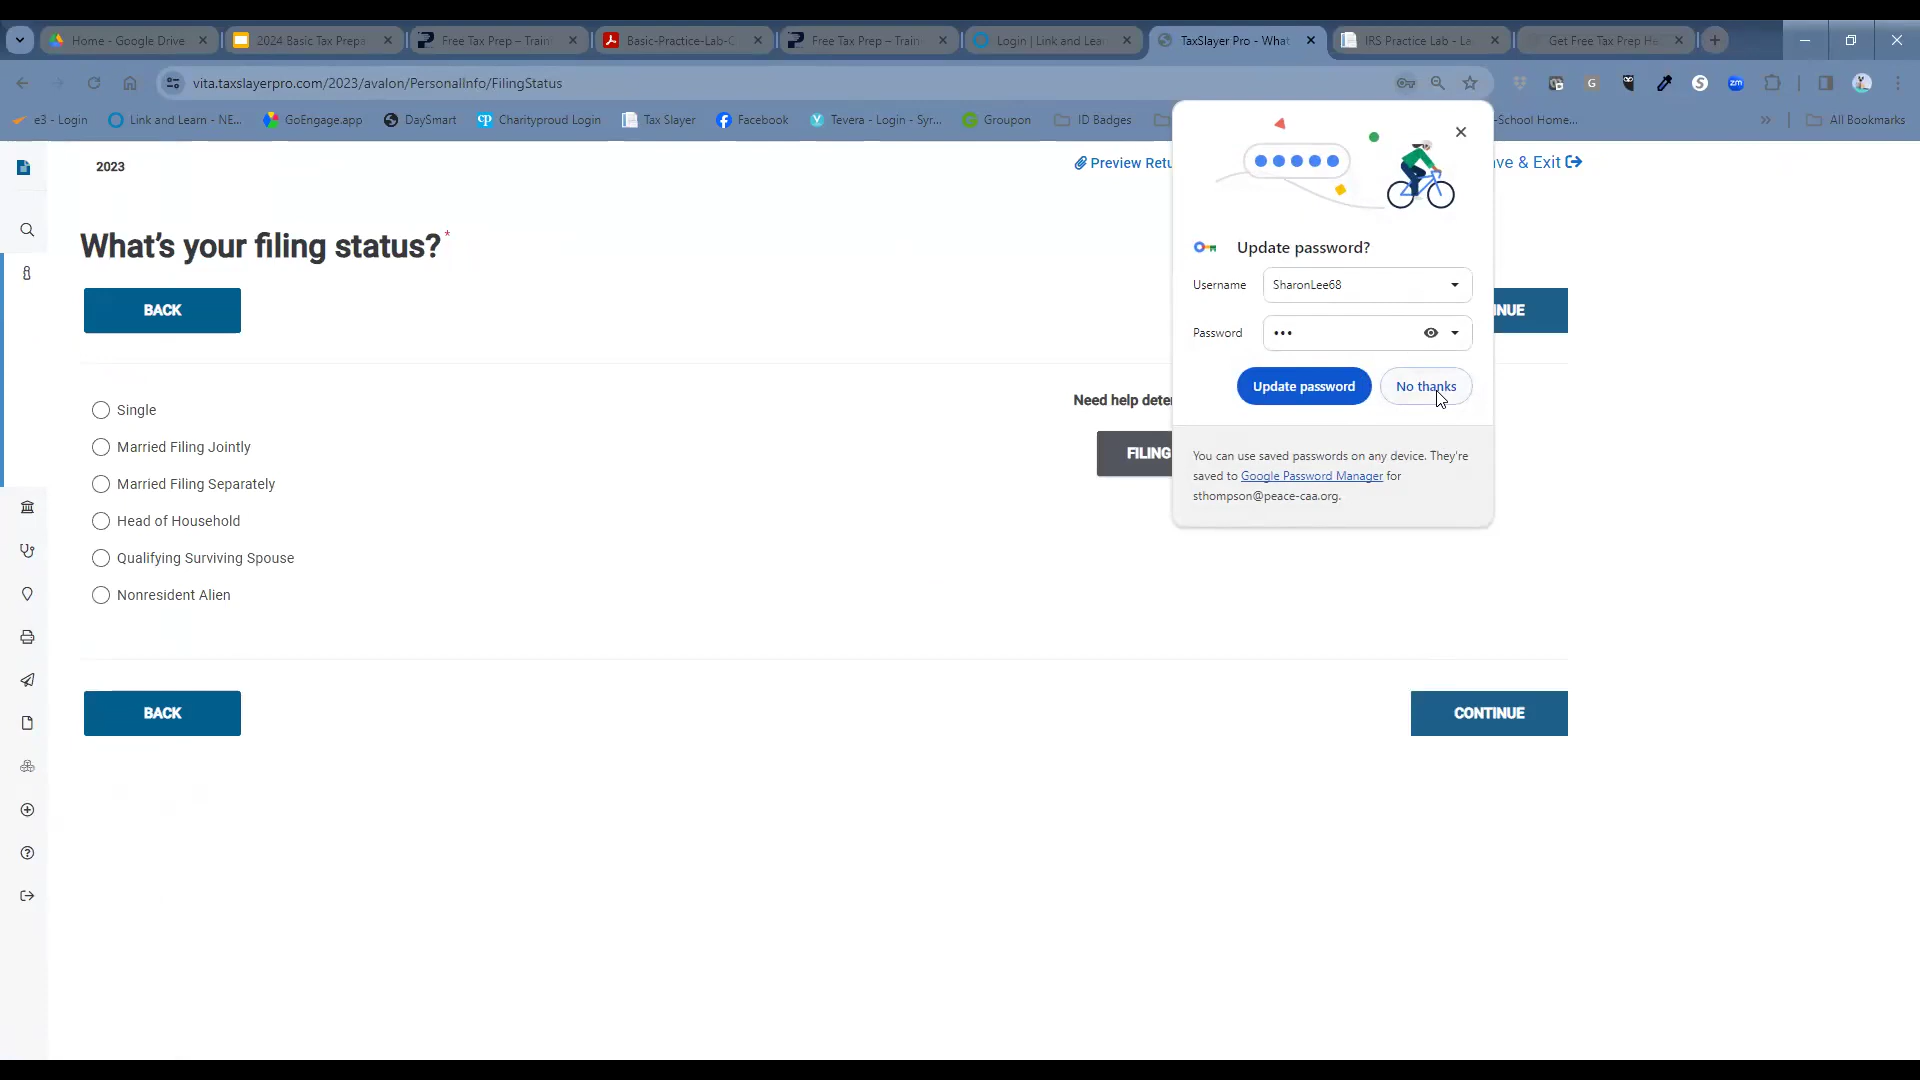 Home - Google Drive
2024 Basic Tax Prepa
Free Tax Prep – Train
Basic-Practice-Lab-C
Free Tax Prep – Train
Login | Link and Lea
TaxSlayer Pro - What
IRS Practice Lab - La
Get Free Tax Prep He
vita.taxslayerpro.com/2023/avalon/PersonalInfo/FilingStatus
e3 - Login
Link and Learn - NE...
GoEngage.app
DaySmart
Charityproud Login
Tax Slayer
Facebook
Tevera - Login - Syr...
Groupon
ID Badges
-School Home...
All Bookmarks
2023
Preview Retu
ve & Exit
What's your filing status?*
BACK
NUE
Single
Married Filing Jointly
Married Filing Separately
Head of Household
Qualifying Surviving Spouse
Nonresident Alien
Need help dete
FILING
BACK
CONTINUE
Update password?
Username SharonLee68
Password •••
Update password
No thanks
You can use saved passwords on any device. They're
saved to Google Password Manager for
sthompson@peace-caa.org.